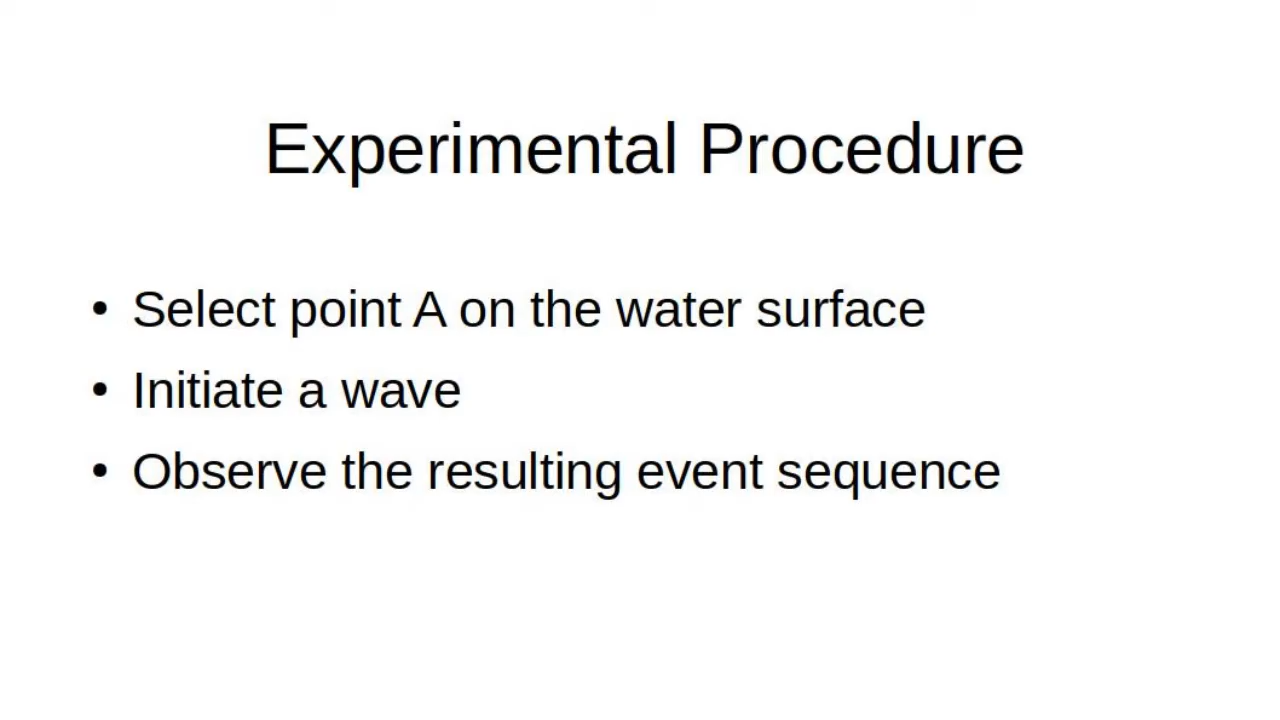 Experimental Procedure
• Select point A on the water surface
• Initiate a wave
• Observe the resulting event sequence